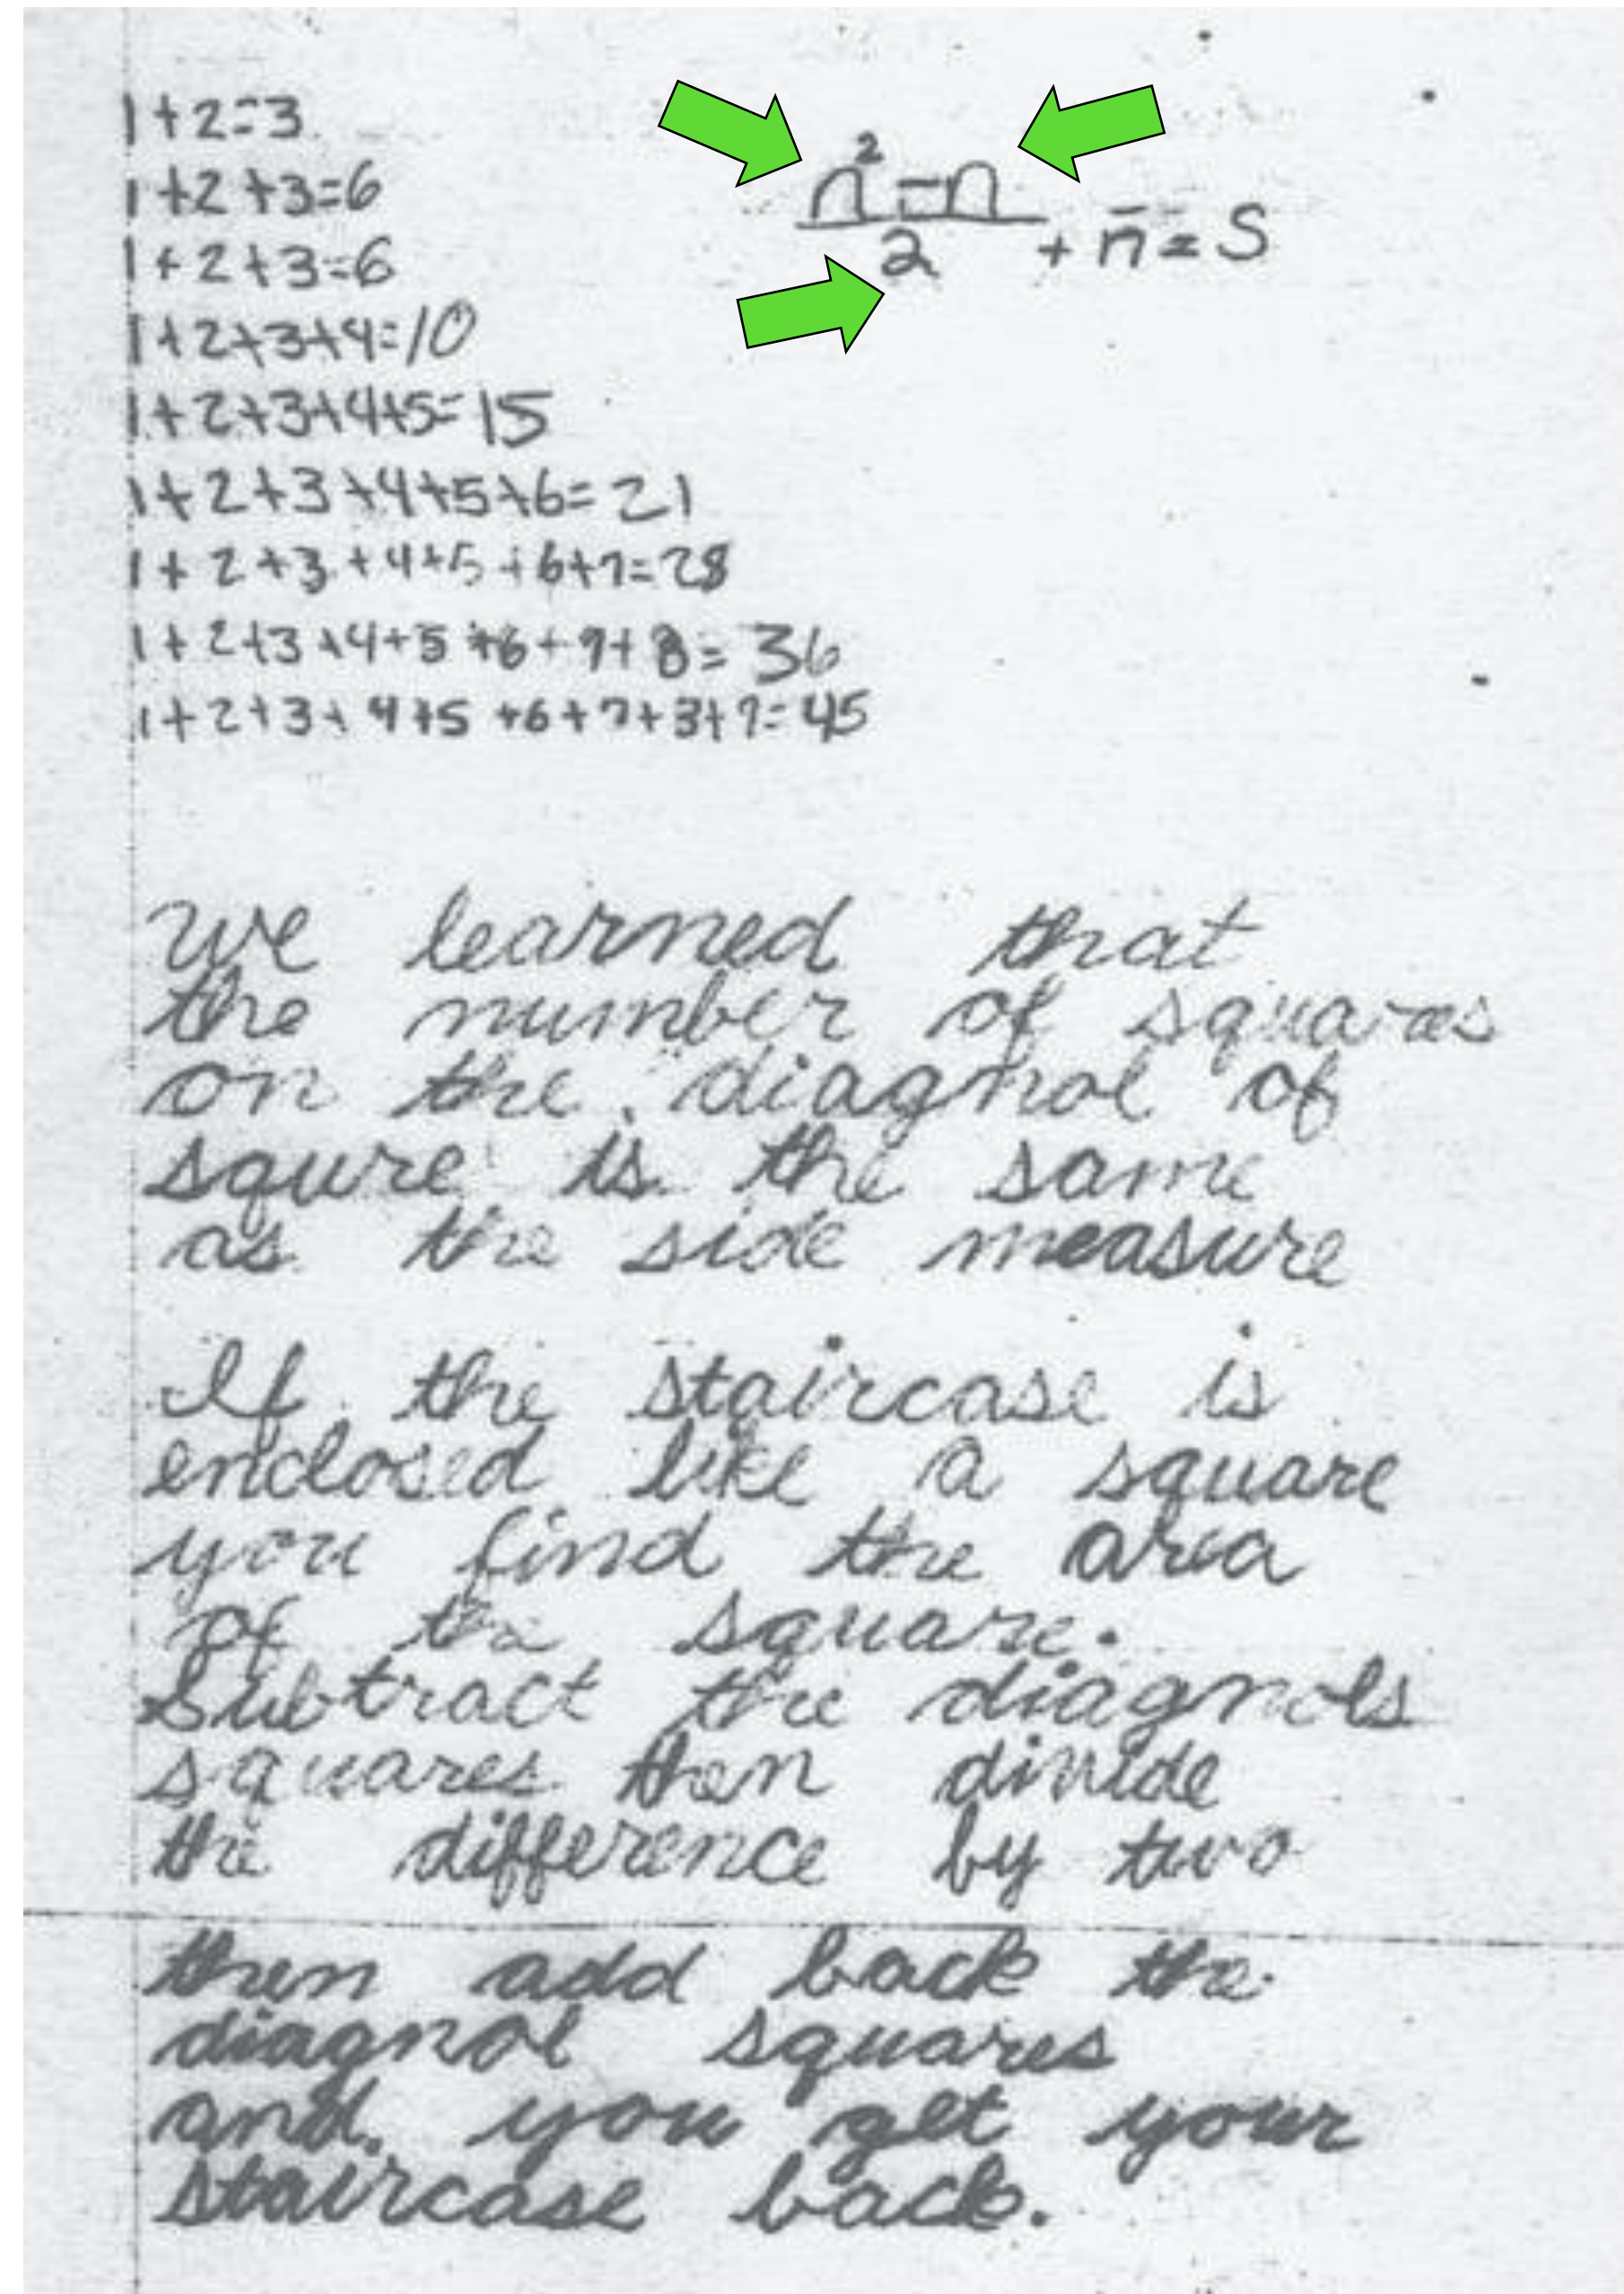 1+2=3
1+2+3=6
1+2+3=6
1+2+3+4=10
1+2+3+4+5=15
1+2+3+4+5+6=21
1+2+3+4+5+6+7=28
1+2+3+4+5+6+7+8=36
1+2+3+4+5+6+7+8+9=45
n²-n
2 + n = S
We learned that
the number of squares
on the diagnol of
squre is the same
as the side measure
If the staircase is
enclosed like a square
you find the area
of the square.
Subtract the diagnols
squares then divide
the difference by two
then add back the
diagnol squares
and you get your
staircase back.